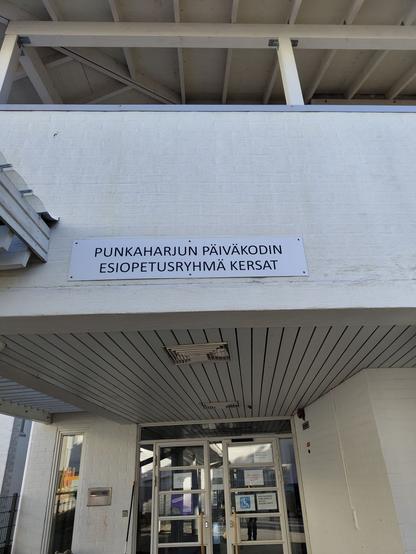 PUNKAHARJUN PÄIVÄKODIN
ESIOPETUSRYHMÄ KERSAT